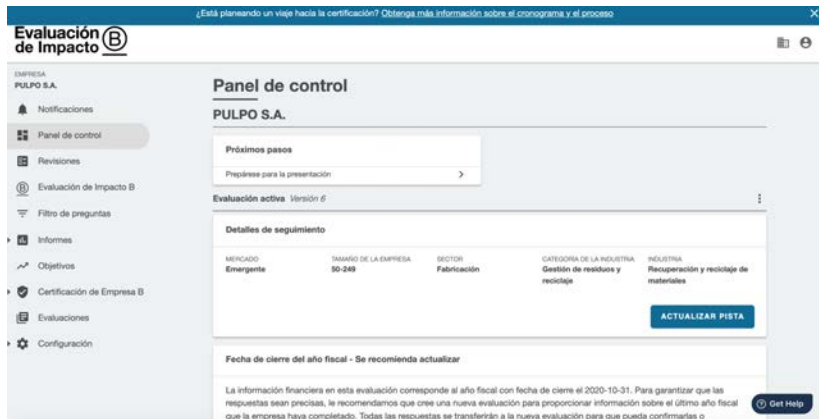 ¿Está planeando un viaje hacia la certificación? Obtenga más información sobre el cronograma y el proceso
Evaluación
de Impacto B
EMPRESA
PULPO S.A.
Notificaciones
Panel de control
Revisiones
Evaluación de Impacto B
Filtro de preguntas
Informes
Objetivos
Certificación de Empresa B
Evaluaciones
Configuración
Panel de control
PULPO S.A.
Próximos pasos
Prepárese para la presentación
Evaluación activa Versión 6
Detalles de seguimiento
MERCADO
Emergente
TAMAÑO DE LA EMPRESA
50-249
SECTOR
Fabricación
CATEGORÍA DE LA INDUSTRIA
Gestión de residuos y
reciclaje
INDUSTRIA
Recuperación y reciclaje de
materiales
ACTUALIZAR PISTA
Fecha de cierre del año fiscal - Se recomienda actualizar
La información financiera en esta evaluación corresponde al año fiscal con fecha de cierre el 2020-10-31. Para garantizar que las
respuestas sean precisas, le recomendamos que cree una nueva evaluación para proporcionar información sobre el último año fiscal
que la empresa haya completado. Todas las respuestas se transferirán a la nueva evaluación para que pueda confirmarlas o
Get Help